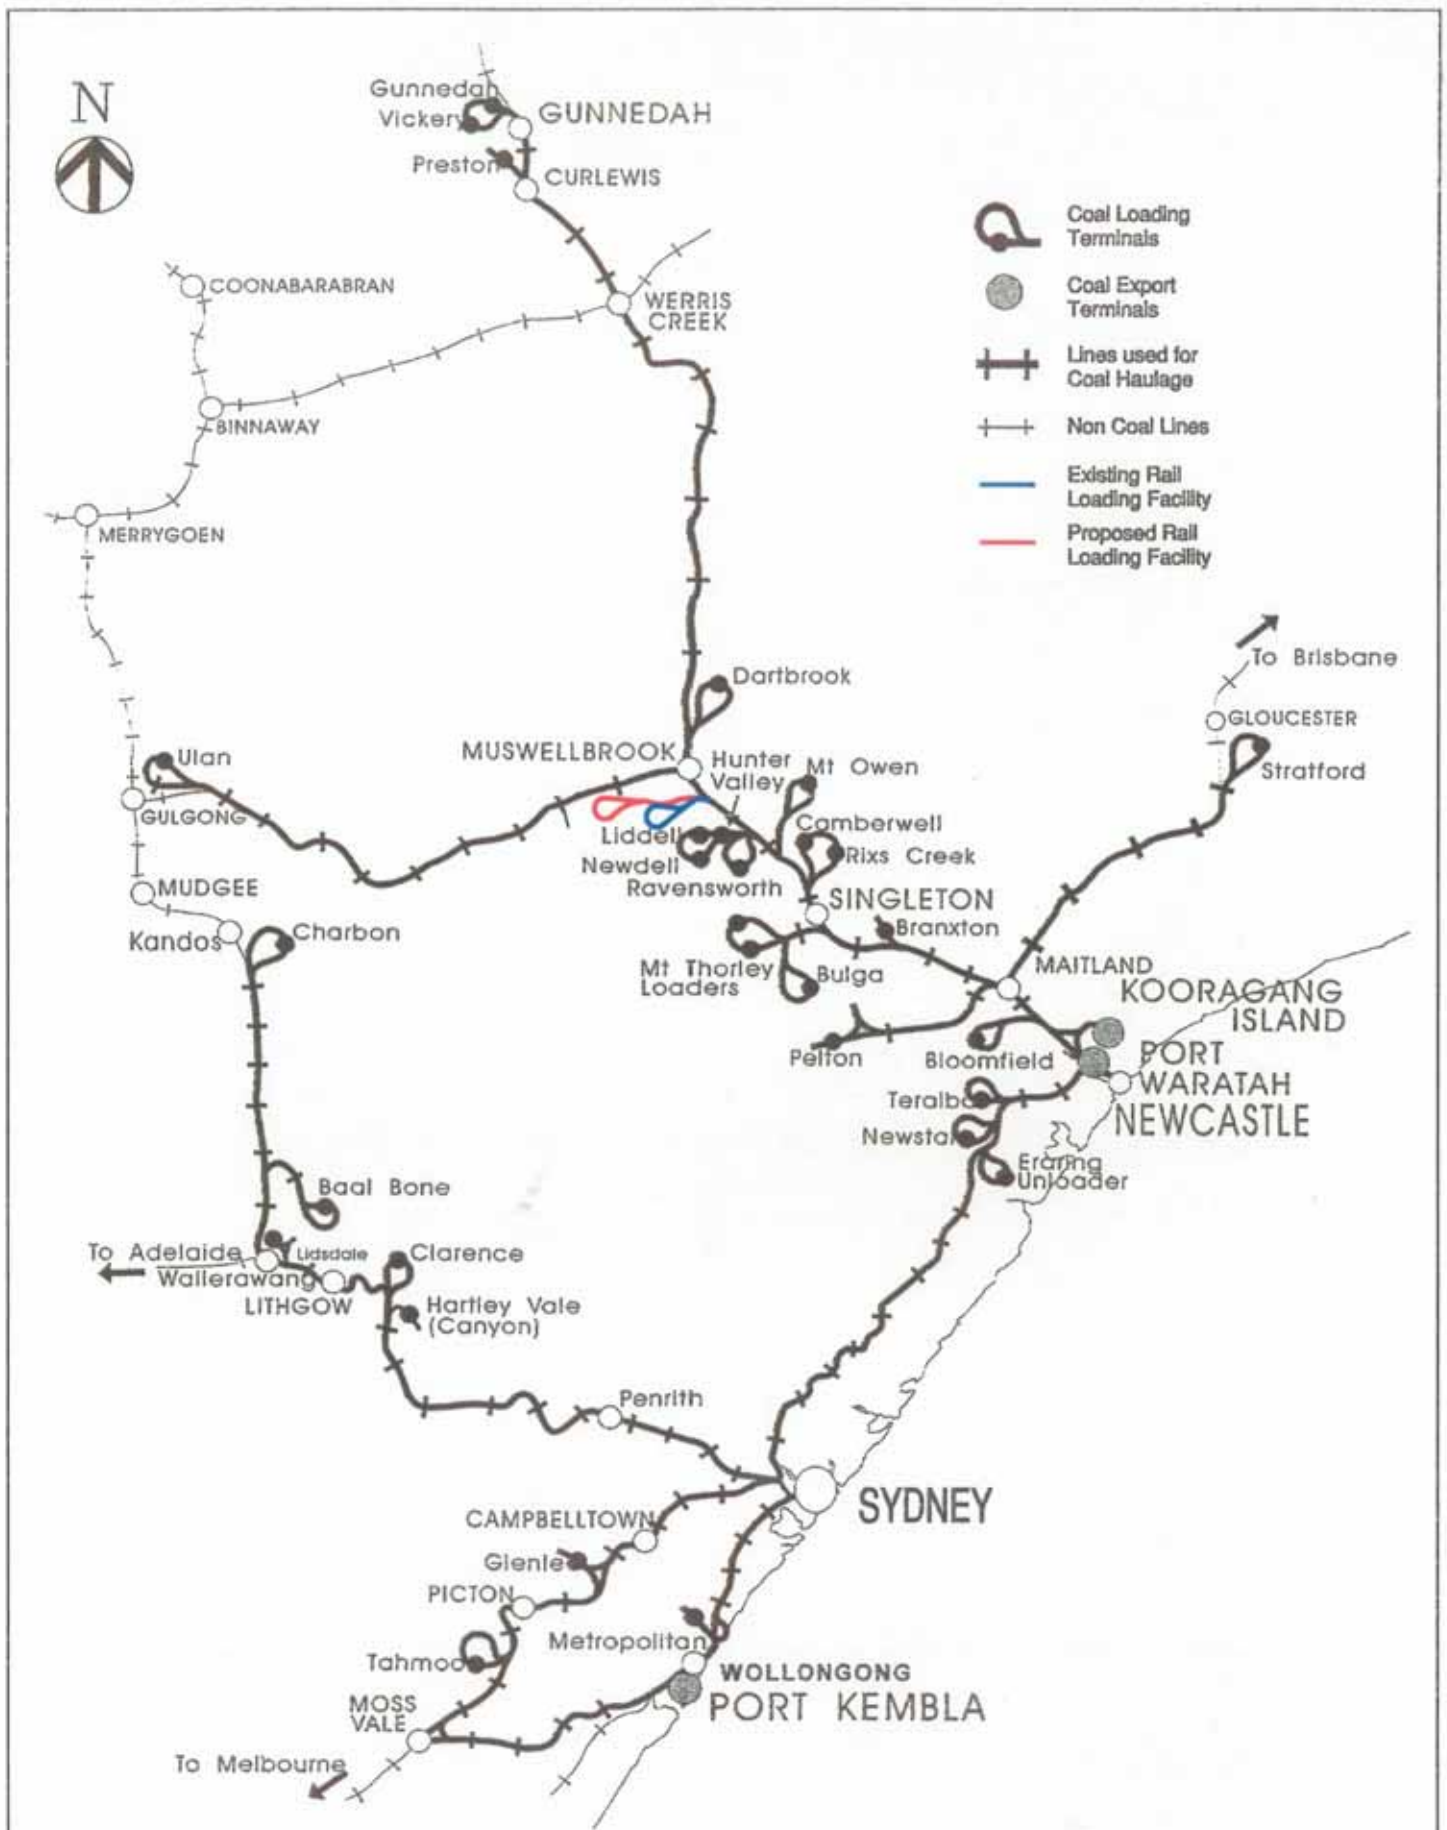 N
Gunnedah
Vickery
GUNNEDAH
Preston
CURLEWIS
Coal Loading
Terminals
COONABARABRAN
Coal Export
Terminals
WERRIS
CREEK
Lines used for
Coal Haulage
BINNAWAY
Non Coal Lines
Existing Rail
Loading Facility
MERRYGOEN
Proposed Rail
Loading Facility
To Brisbane
Dartbrook
GLOUCESTER
Ulan
MUSWELLBROOK
Hunter
Valley
Mt Owen
Stratford
GULGONG
Liddell
Camberwell
Newdell
Rixs Creek
Ravensworth
MUDGEE
SINGLETON
Kandos
Charbon
Branxton
Mt Thorley
Loaders
Bulga
MAITLAND
KOORAGANG
ISLAND
Pelton
Bloomfield
PORT
WARATAH
Teralba
NEWCASTLE
Newstan
Eraring
Unloader
Baal Bone
To Adelaide
Lidsdale
Clarence
Wallerawang
LITHGOW
Hartley Vale
(Canyon)
Penrith
SYDNEY
CAMPBELLTOWN
Glenlee
PICTON
Metropolitan
Tahmoor
WOLLONGONG
PORT KEMBLA
MOSS
VALE
To Melbourne